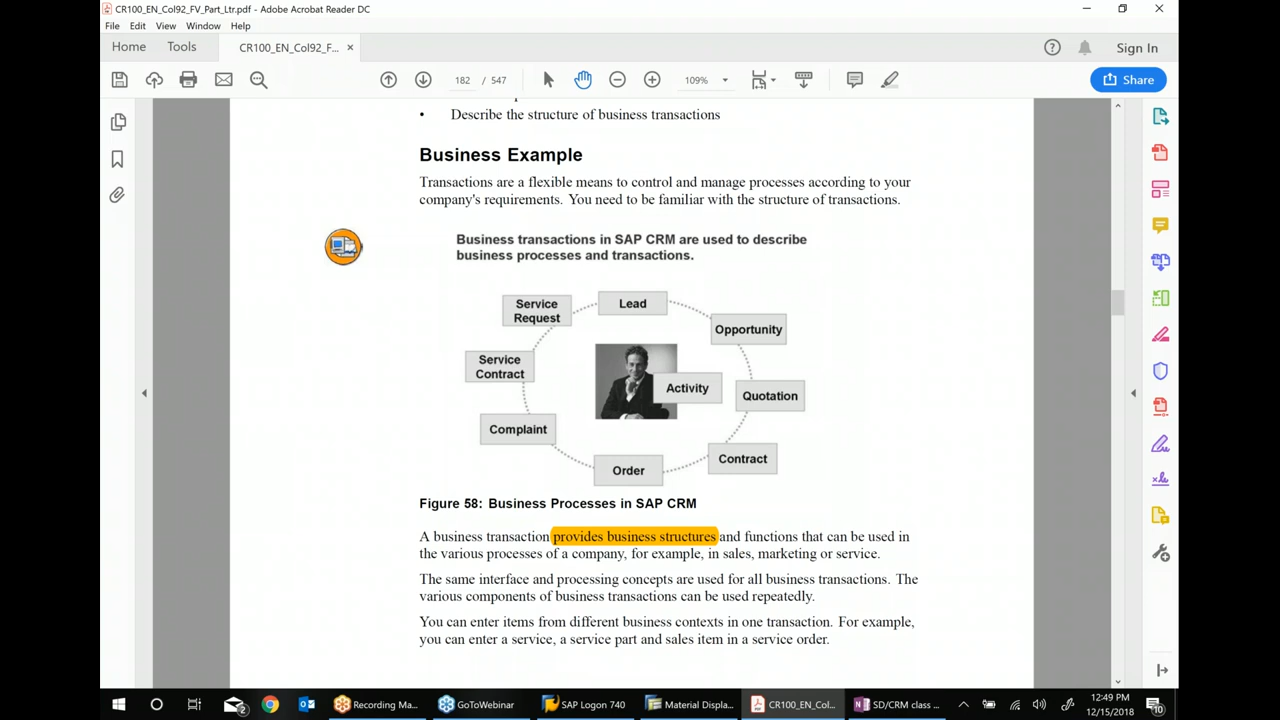 CR100_EN_Col92_FV_Part_Ltr.pdf - Adobe Acrobat Reader DC
File Edit View Window Help
Home Tools CR100_EN_Col92_F... × Sign In
182 / 547 109% Share
• Describe the structure of business transactions
Business Example
Transactions are a flexible means to control and manage processes according to your
company's requirements. You need to be familiar with the structure of transactions.
Business transactions in SAP CRM are used to describe
business processes and transactions.
Service
Request
Lead
Opportunity
Service
Contract
Activity
Quotation
Complaint
Contract
Order
Figure 58: Business Processes in SAP CRM
A business transaction provides business structures and functions that can be used in
the various processes of a company, for example, in sales, marketing or service.
The same interface and processing concepts are used for all business transactions. The
various components of business transactions can be used repeatedly.
You can enter items from different business contexts in one transaction. For example,
you can enter a service, a service part and sales item in a service order.
Recording Ma... GoToWebinar SAP Logon 740 Material Displa... CR100_EN_Col... SD/CRM class ...
12:49 PM
12/15/2018